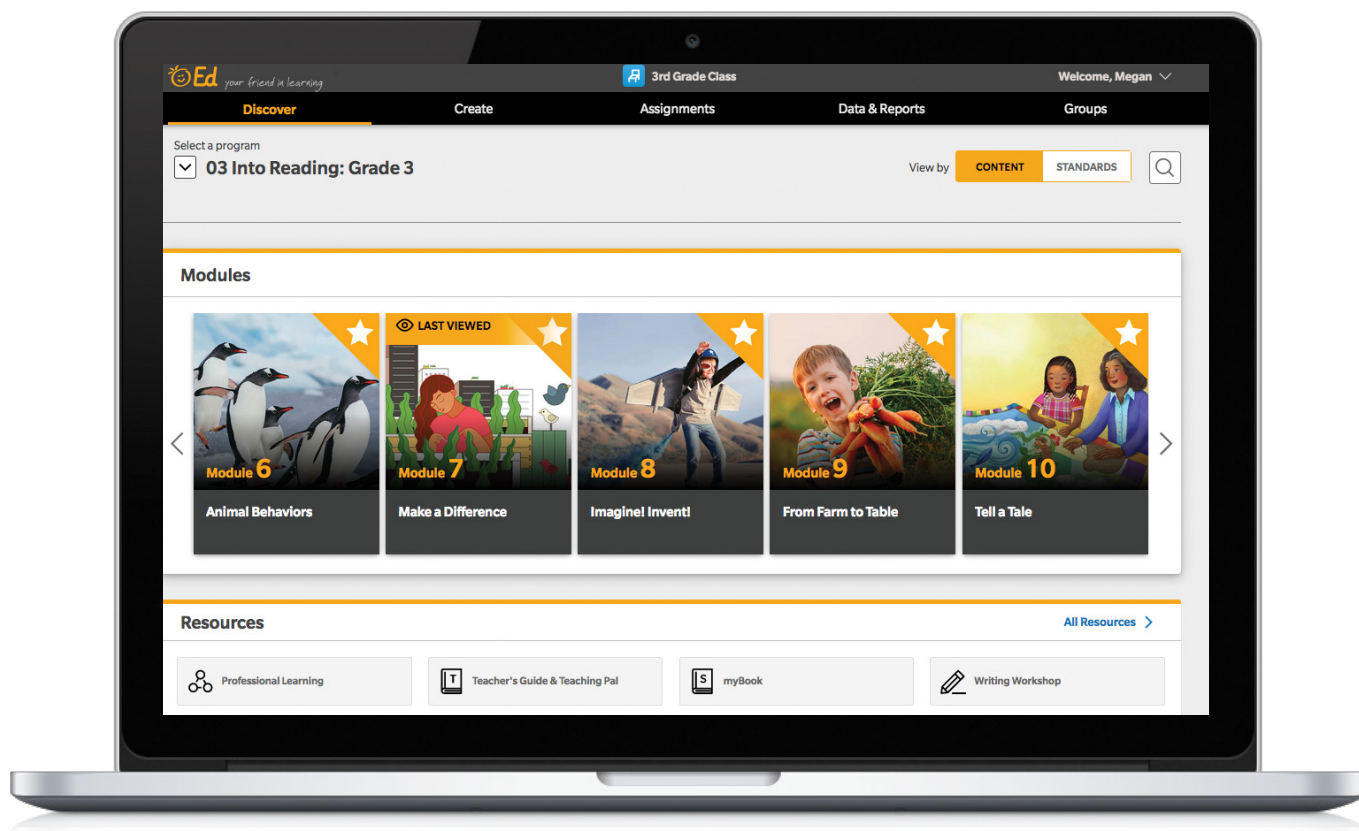 Ed your friend in learning
3rd Grade Class
Welcome, Megan
Discover
Create
Assignments
Data & Reports
Groups
Select a program
03 Into Reading: Grade 3
View by
CONTENT
STANDARDS
Modules
LAST VIEWED
Module 6
Module 7
Module 8
Module 9
Module 10
Animal Behaviors
Make a Difference
Imagine! Invent!
From Farm to Table
Tell a Tale
Resources
All Resources
Professional Learning
T
Teacher's Guide & Teaching Pal
S
myBook
Writing Workshop